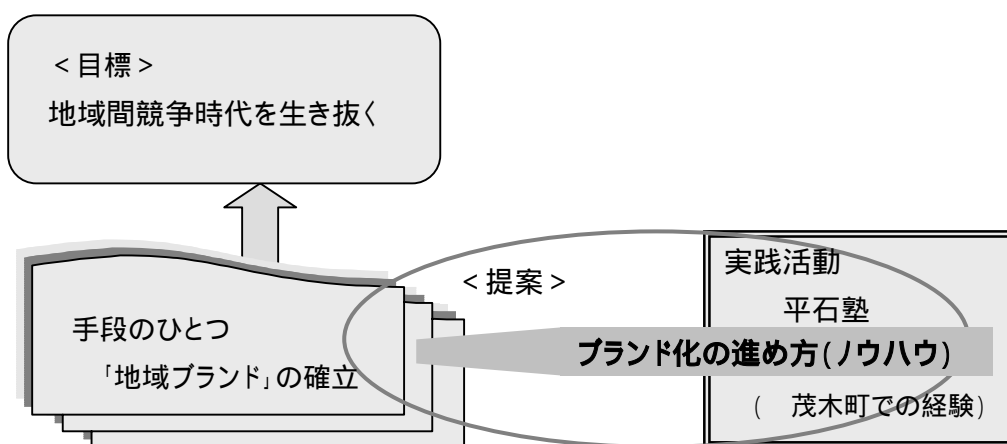 <目標>
地域間競争時代を生き抜く
<提案>
手段のひとつ
「地域ブランド」の確立
実践活動
平石塾
ブランド化の進め方(ノウハウ)
( 茂木町での経験)